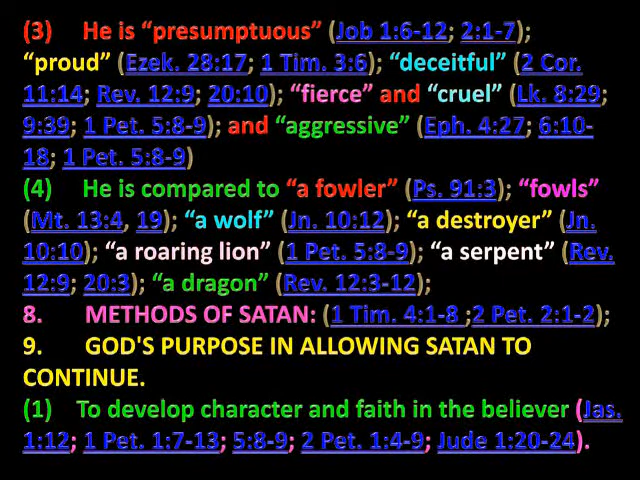 (3) He is “presumptuous” (Job 1:6-12; 2:1-7);
“proud” (Ezek. 28:17; 1 Tim. 3:6); “deceitful” (2 Cor.
11:14; Rev. 12:9; 20:10); “fierce” and “cruel” (Lk. 8:29;
9:39; 1 Pet. 5:8-9); and “aggressive” (Eph. 4:27; 6:10-
18; 1 Pet. 5:8-9)
(4) He is compared to “a fowler” (Ps. 91:3); “fowls”
(Mt. 13:4, 19); “a wolf” (Jn. 10:12); “a destroyer” (Jn.
10:10); “a roaring lion” (1 Pet. 5:8-9); “a serpent” (Rev.
12:9; 20:3); “a dragon” (Rev. 12:3-12);
8. METHODS OF SATAN: (1 Tim. 4:1-8 ;2 Pet. 2:1-2);
9. GOD'S PURPOSE IN ALLOWING SATAN TO
CONTINUE.
(1) To develop character and faith in the believer (Jas.
1:12; 1 Pet. 1:7-13; 5:8-9; 2 Pet. 1:4-9; Jude 1:20-24).